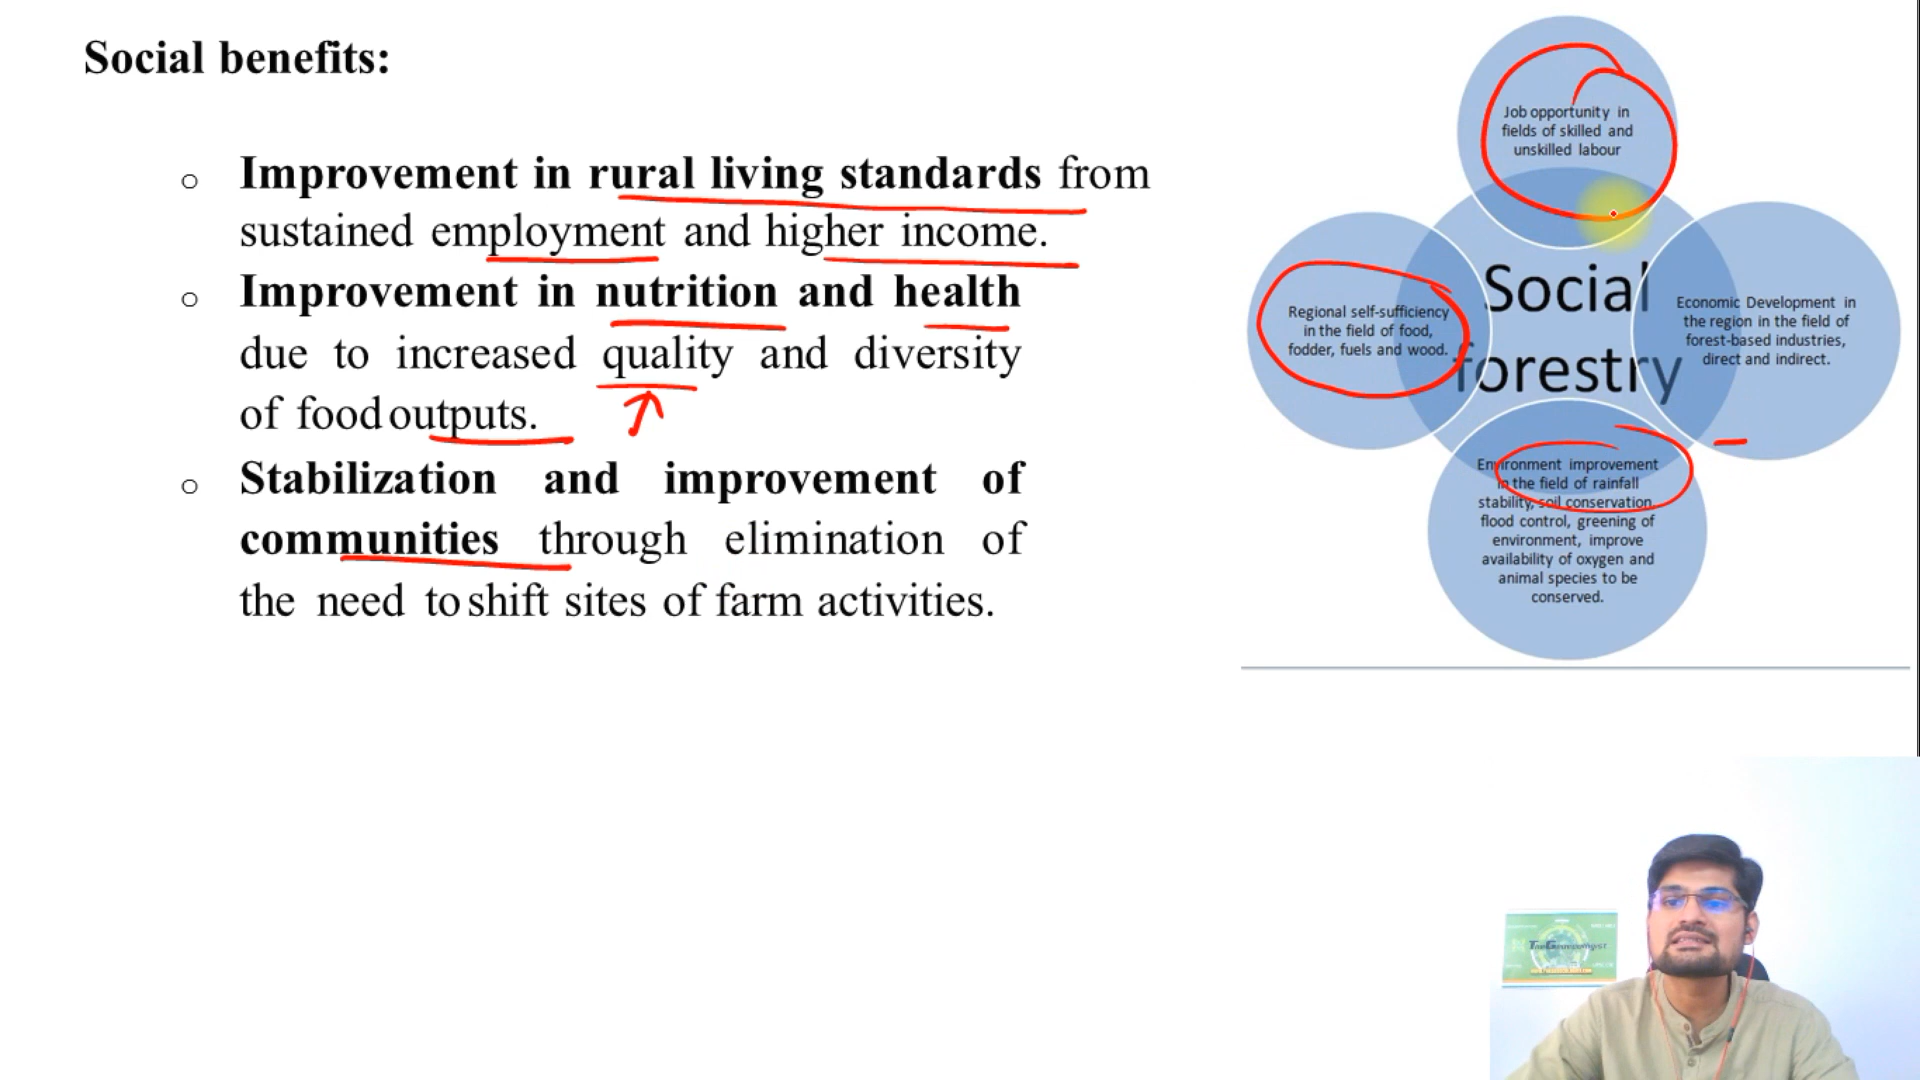 Social benefits:
Improvement in rural living standards from
sustained employment and higher income.
Improvement in nutrition and health
due to increased quality and diversity
of food outputs.
Stabilization and improvement of
communities through elimination of
the need to shift sites of farm activities.
Job opportunity in
fields of skilled and
unskilled labour
Regional self-sufficiency
in the field of food,
fodder, fuels and wood.
Social
forestry
Economic Development in
the region in the field of
forest-based industries,
direct and indirect.
Environment improvement
in the field of rainfall
stability, soil conservation,
flood control, greening of
environment, improve
availability of oxygen and
animal species to be
conserved.